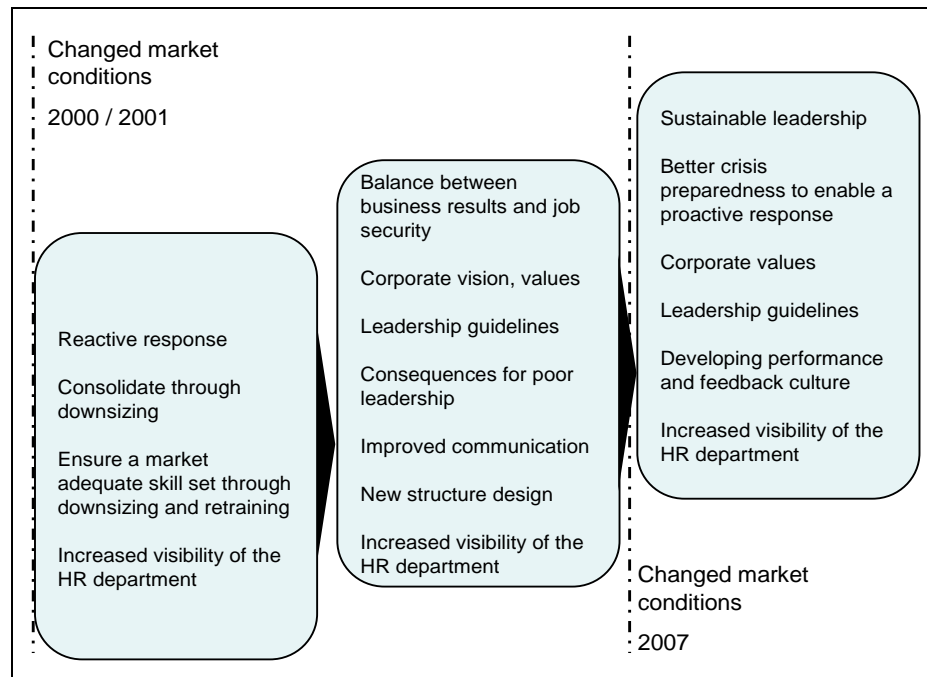 Changed market
conditions
2000 / 2001
Reactive response
Consolidate through
downsizing
Ensure a market
adequate skill set through
downsizing and retraining
Increased visibility of the
HR department
Balance between
business results and job
security
Corporate vision, values
Leadership guidelines
Consequences for poor
leadership
Improved communication
New structure design
Increased visibility of the
HR department
Sustainable leadership
Better crisis
preparedness to enable a
proactive response
Corporate values
Leadership guidelines
Developing performance
and feedback culture
Increased visibility of the
HR department
Changed market
conditions
2007